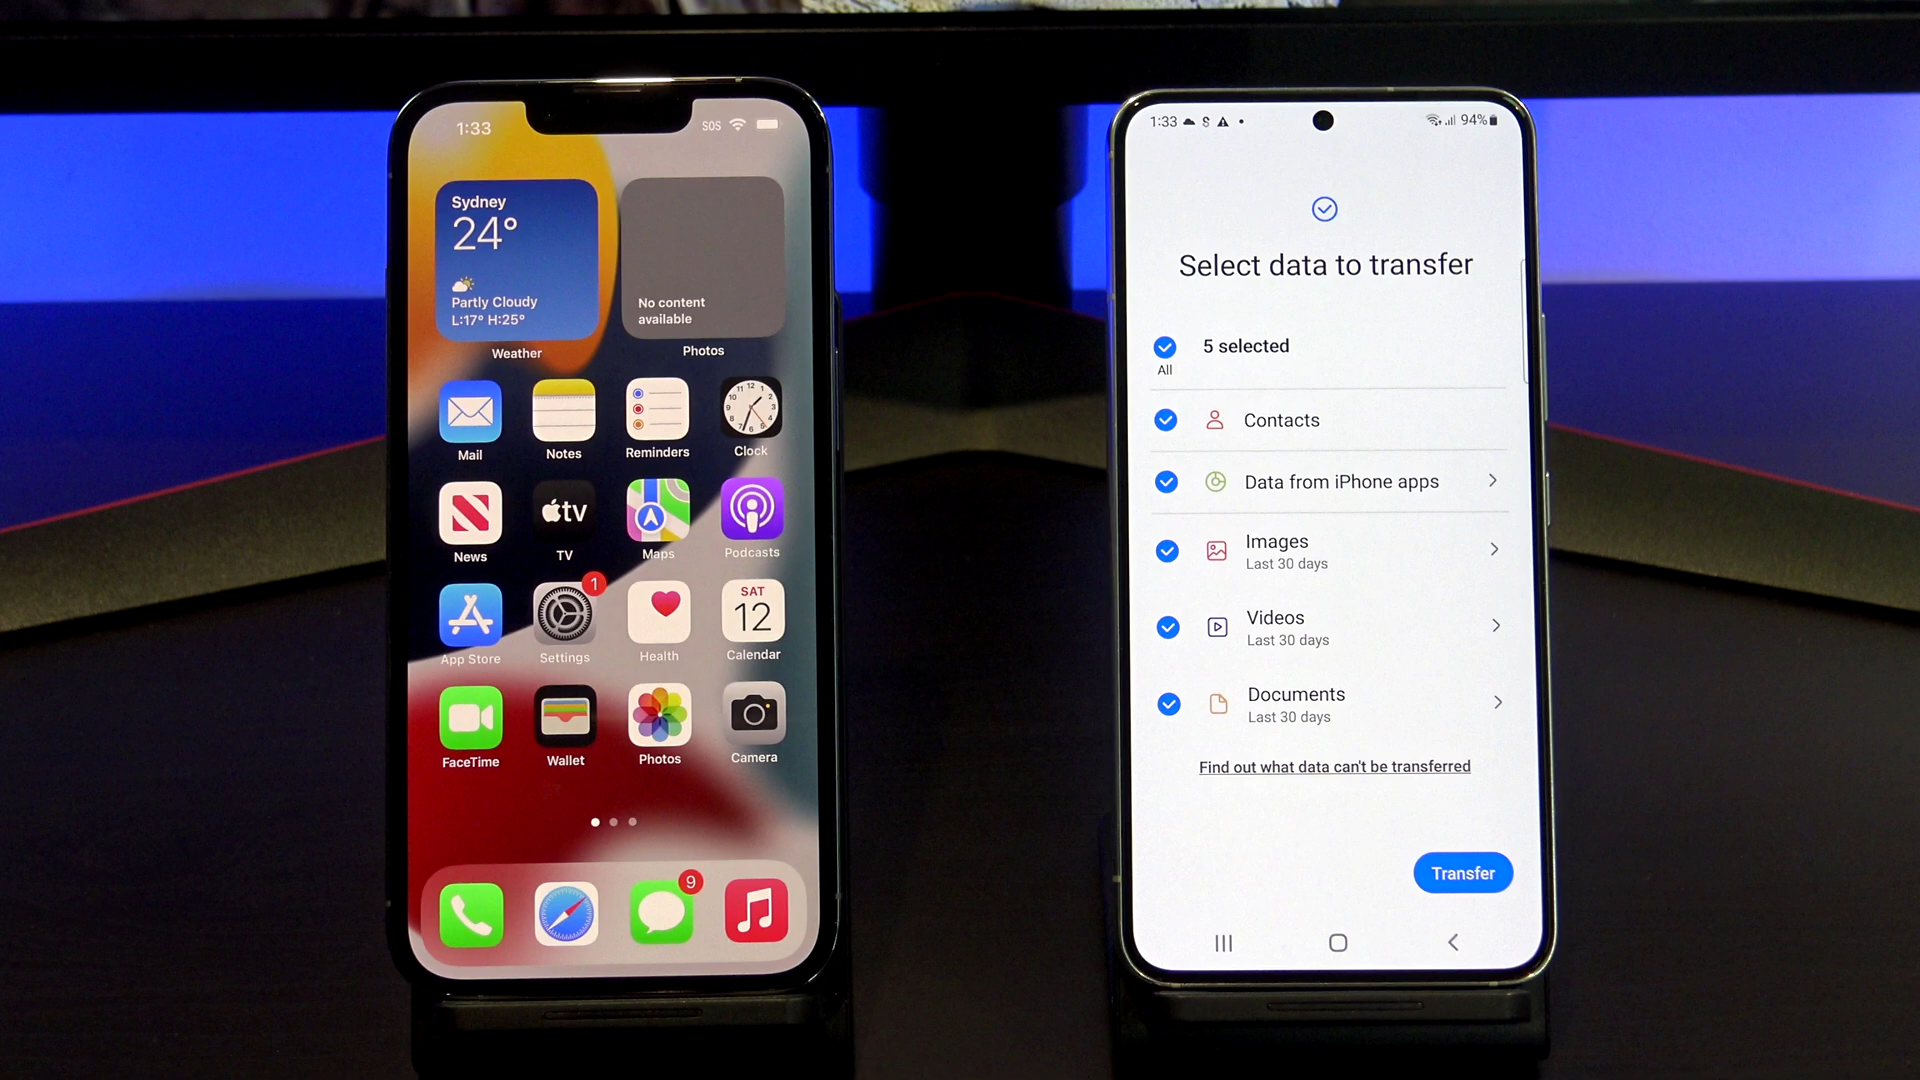 1:33
SOS
Sydney
24°
Partly Cloudy
L:17° H:25°
Weather
No content
available
Photos
Mail
Notes
Reminders
Clock
News
tv
TV
Maps
Podcasts
App Store
1
Settings
Health
SAT
12
Calendar
FaceTime
Wallet
Photos
Camera
9
1:33
94%
Select data to transfer
5 selected
All
Contacts
Data from iPhone apps
Images
Last 30 days
Videos
Last 30 days
Documents
Last 30 days
Find out what data can't be transferred
Transfer